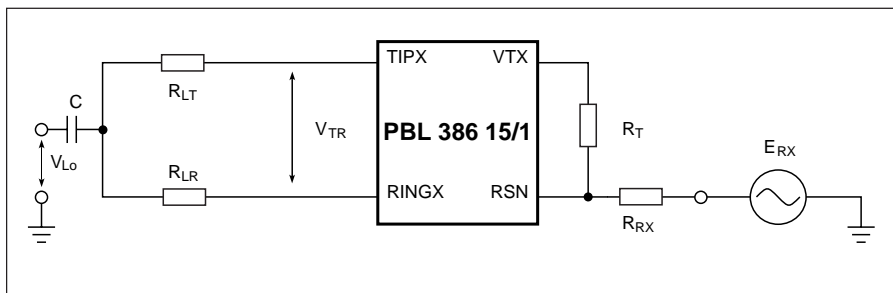 TIPX VTX
R_LT
C
PBL 386 15/1
V_TR
R_T
E_RX
V_Lo
R_LR
RINGX RSN
R_RX